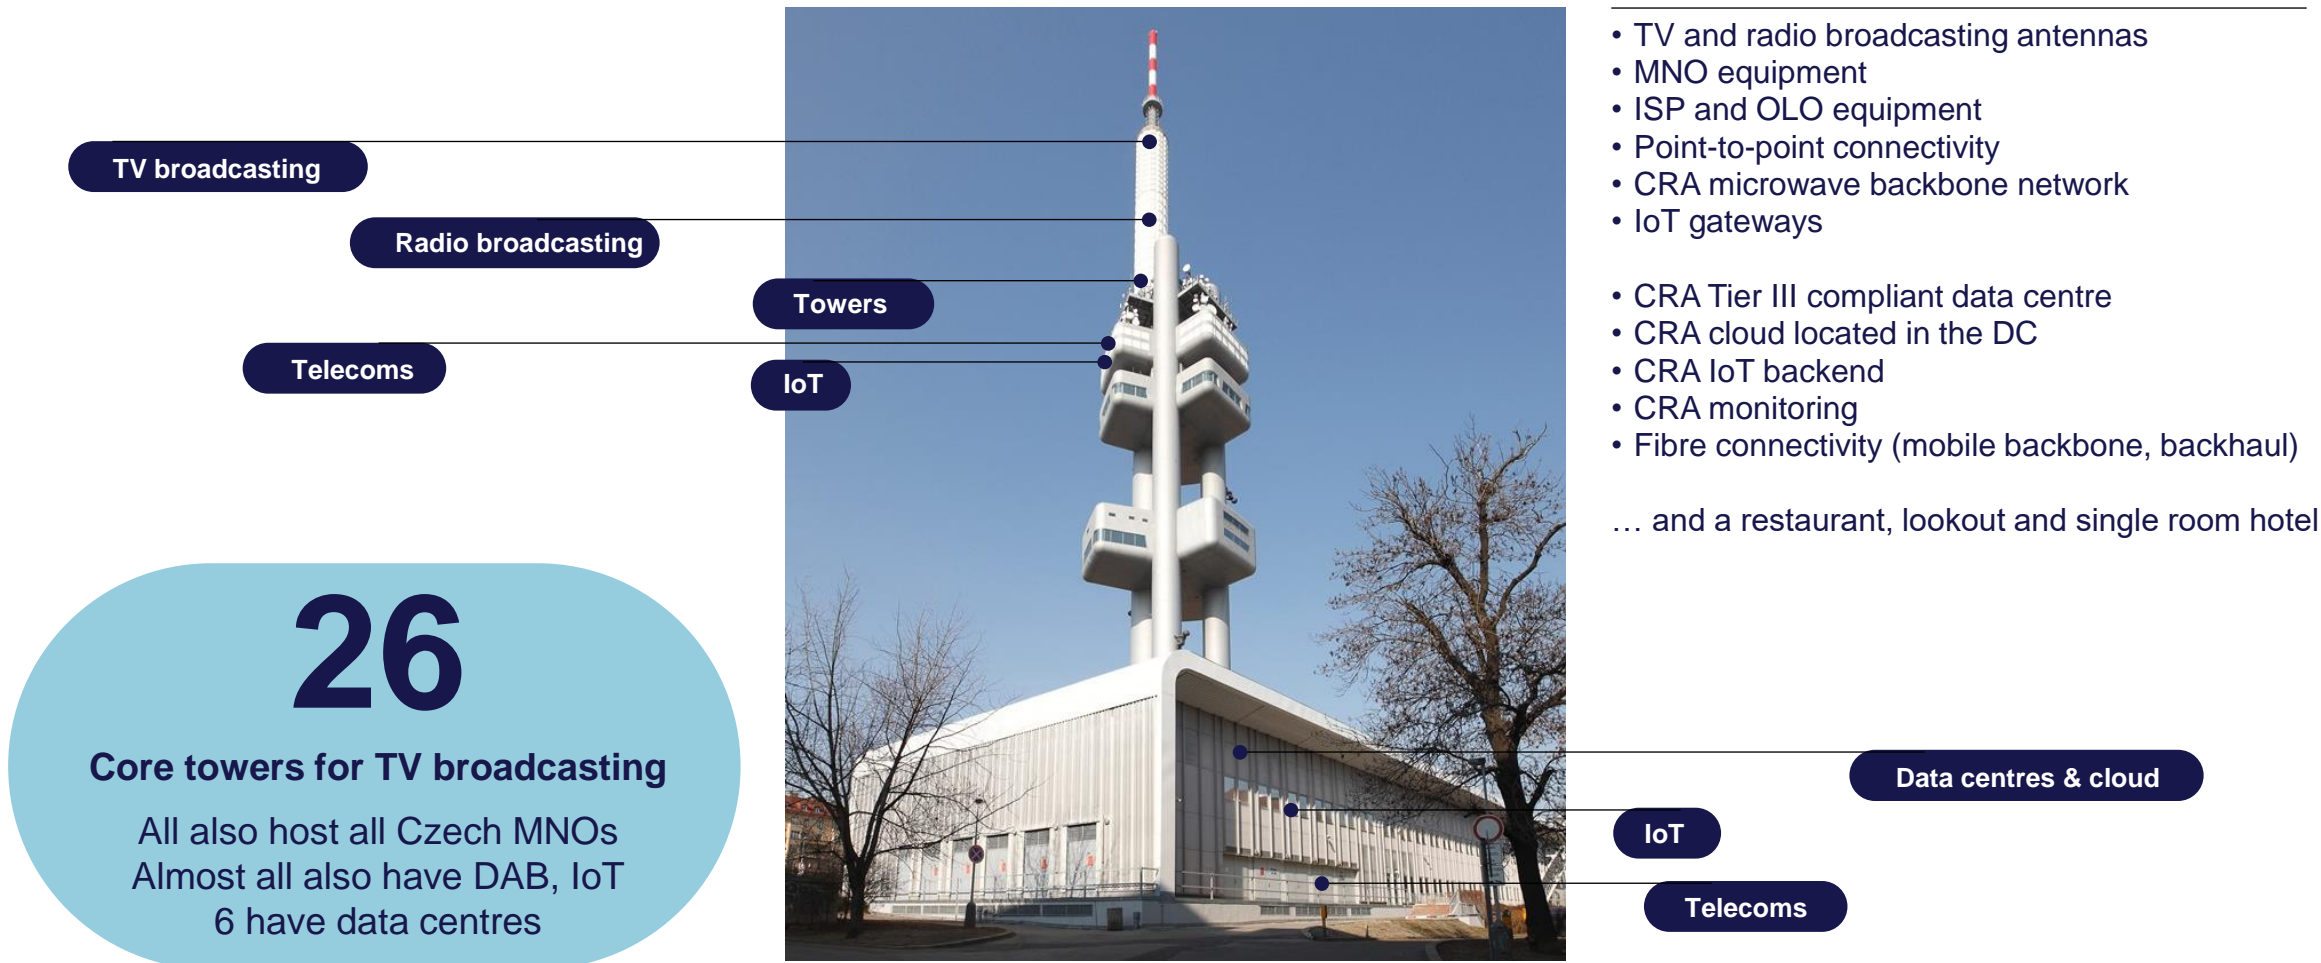 TV broadcasting
Radio broadcasting
Towers
Telecoms
IoT
26
Core towers for TV broadcasting
All also host all Czech MNOs
Almost all also have DAB, IoT
6 have data centres
• TV and radio broadcasting antennas
• MNO equipment
• ISP and OLO equipment
• Point-to-point connectivity
• CRA microwave backbone network
• IoT gateways
• CRA Tier III compliant data centre
• CRA cloud located in the DC
• CRA IoT backend
• CRA monitoring
• Fibre connectivity (mobile backbone, backhaul)
… and a restaurant, lookout and single room hotel
Data centres & cloud
IoT
Telecoms